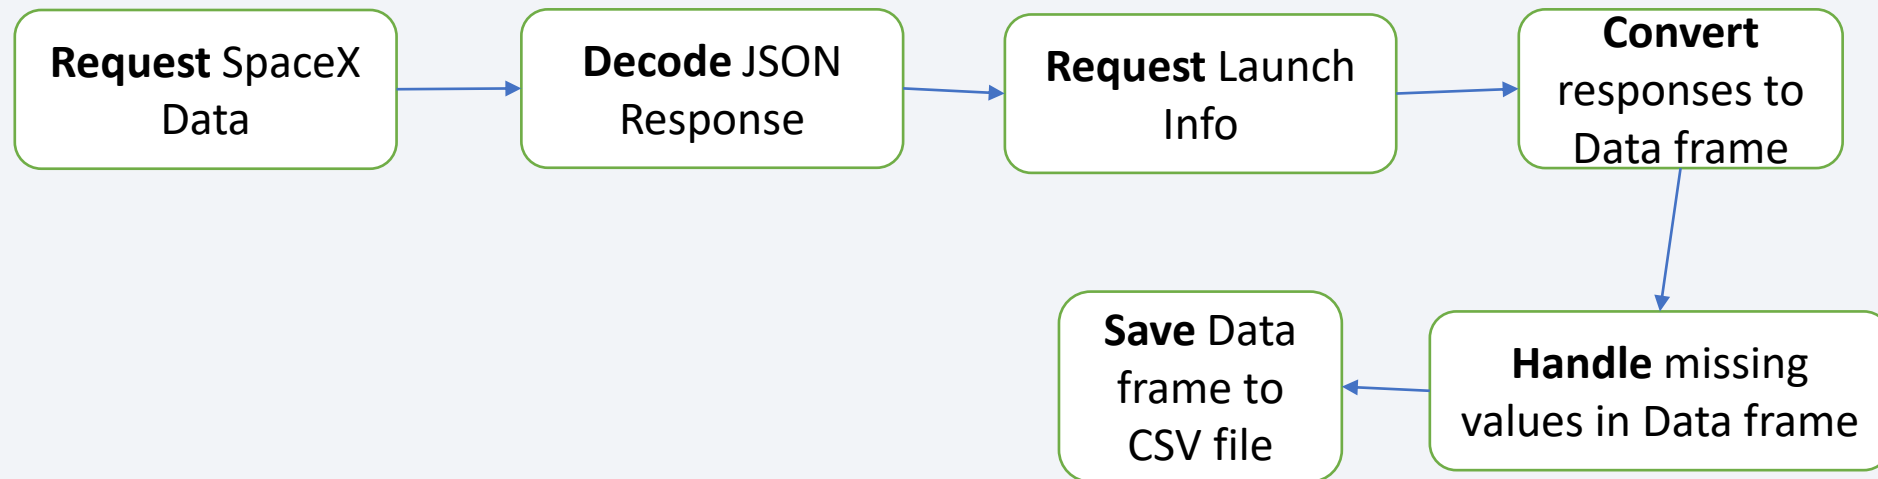 Request SpaceX
Data
Decode JSON
Response
Request Launch
Info
Convert
responses to
Data frame
Handle missing
values in Data frame
Save Data
frame to
CSV file